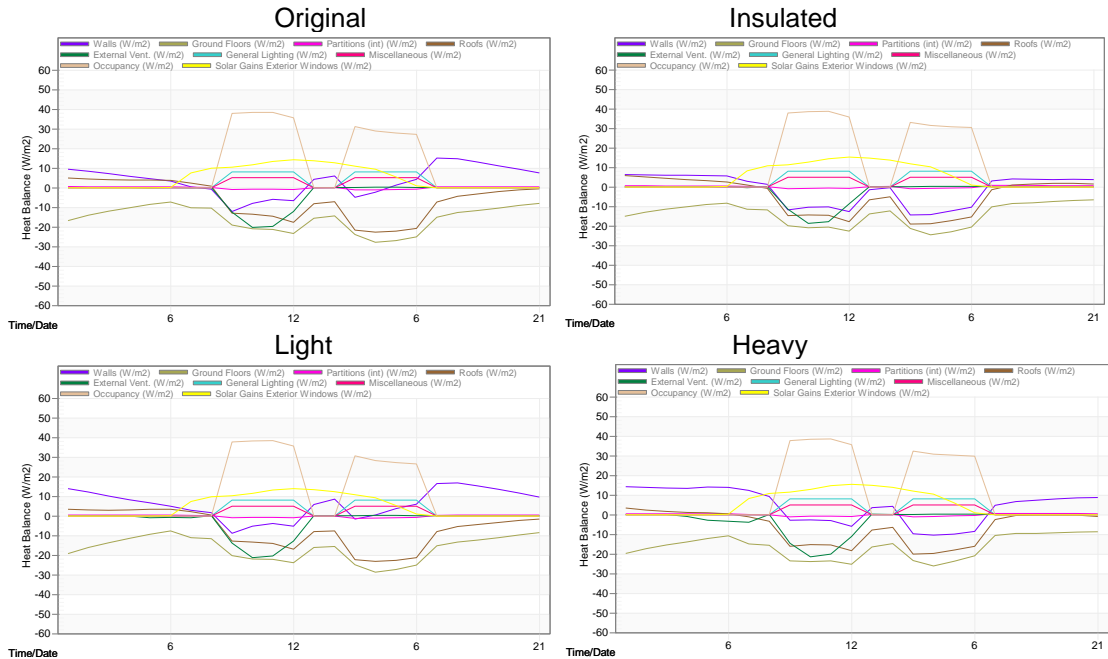 Original
Walls (W/m2) Ground Floors (W/m2) Partitions (int) (W/m2) Roofs (W/m2)
External Vent. (W/m2) General Lighting (W/m2) Miscellaneous (W/m2)
Occupancy (W/m2) Solar Gains Exterior Windows (W/m2)
Heat Balance (W/m2)
60
50
40
30
20
10
0
-10
-20
-30
-40
-50
-60
6 12 6 21
Time/Date
Insulated
Walls (W/m2) Ground Floors (W/m2) Partitions (int) (W/m2) Roofs (W/m2)
External Vent. (W/m2) General Lighting (W/m2) Miscellaneous (W/m2)
Occupancy (W/m2) Solar Gains Exterior Windows (W/m2)
Heat Balance (W/m2)
60
50
40
30
20
10
0
-10
-20
-30
-40
-50
-60
6 12 6 21
Time/Date
Light
Walls (W/m2) Ground Floors (W/m2) Partitions (int) (W/m2) Roofs (W/m2)
External Vent. (W/m2) General Lighting (W/m2) Miscellaneous (W/m2)
Occupancy (W/m2) Solar Gains Exterior Windows (W/m2)
Heat Balance (W/m2)
60
50
40
30
20
10
0
-10
-20
-30
-40
-50
-60
6 12 6 21
Time/Date
Heavy
Walls (W/m2) Ground Floors (W/m2) Partitions (int) (W/m2) Roofs (W/m2)
External Vent. (W/m2) General Lighting (W/m2) Miscellaneous (W/m2)
Occupancy (W/m2) Solar Gains Exterior Windows (W/m2)
Heat Balance (W/m2)
60
50
40
30
20
10
0
-10
-20
-30
-40
-50
-60
6 12 6 21
Time/Date